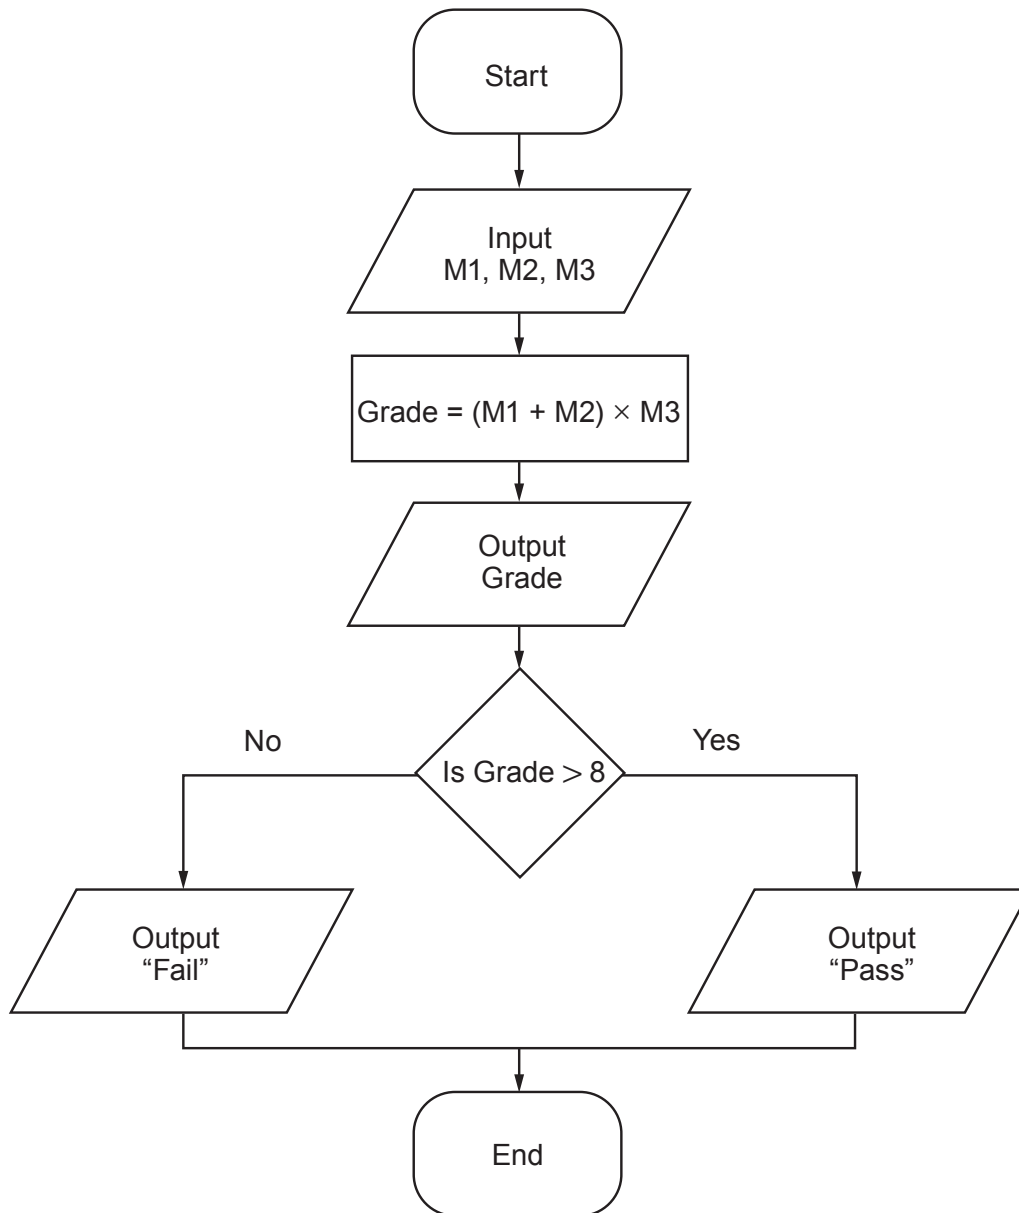 Start
Input
M1, M2, M3
Grade = (M1 + M2) × M3
Output
Grade
Is Grade > 8
No
Yes
Output
“Fail”
Output
“Pass”
End